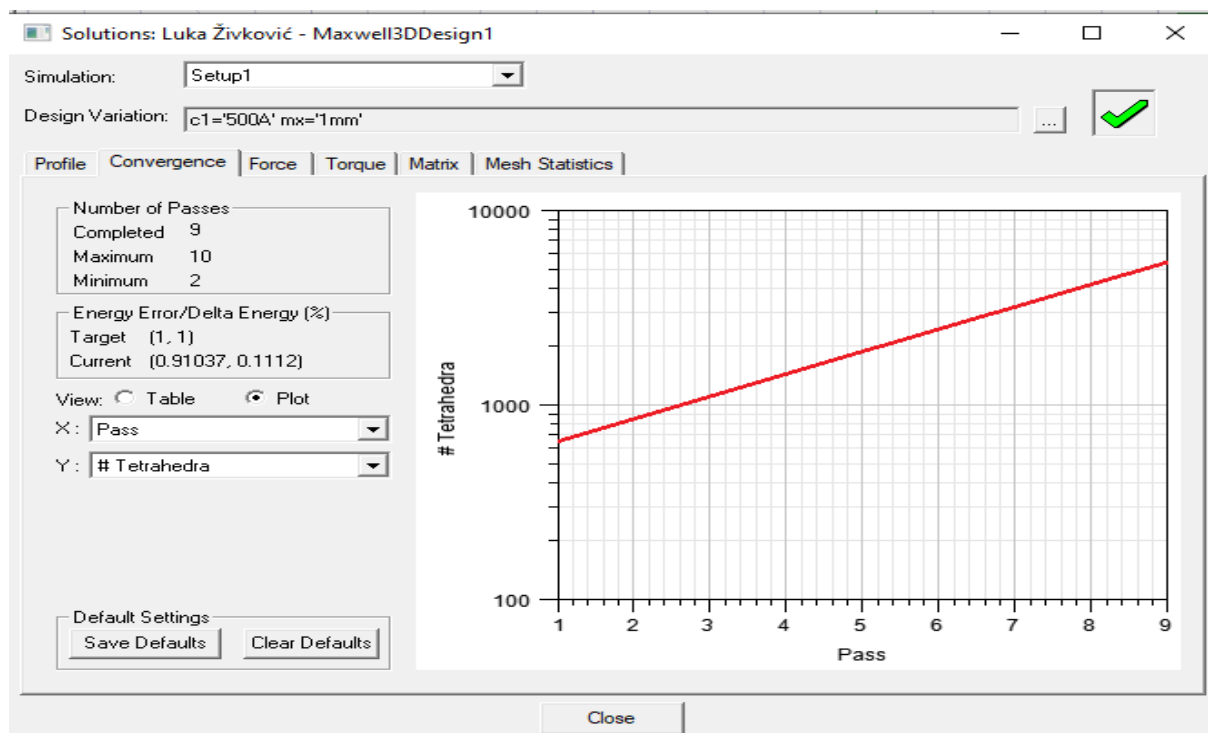 Solutions: Luka Živković - Maxwell3DDesign1
Simulation: Setup1
Design Variation: c1='500A' mx='1mm' ...
Profile Convergence Force Torque Matrix Mesh Statistics
Number of Passes
Completed 9
Maximum 10
Minimum 2
Energy Error/Delta Energy (%)
Target (1, 1)
Current (0.91037, 0.1112)
View: Table Plot
X : Pass
Y : # Tetrahedra
Default Settings
Save Defaults Clear Defaults
10000
1000
100
# Tetrahedra
1 2 3 4 5 6 7 8 9
Pass
Close